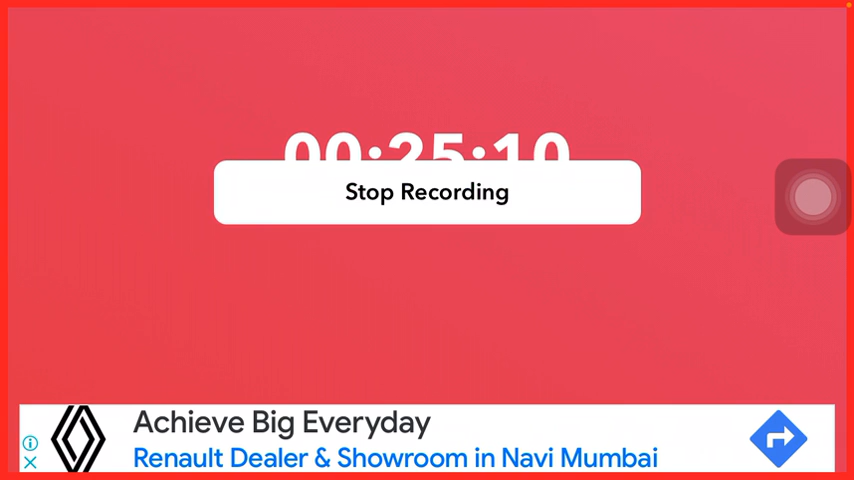 00:25:10
Stop Recording
Achieve Big Everyday
Renault Dealer & Showroom in Navi Mumbai